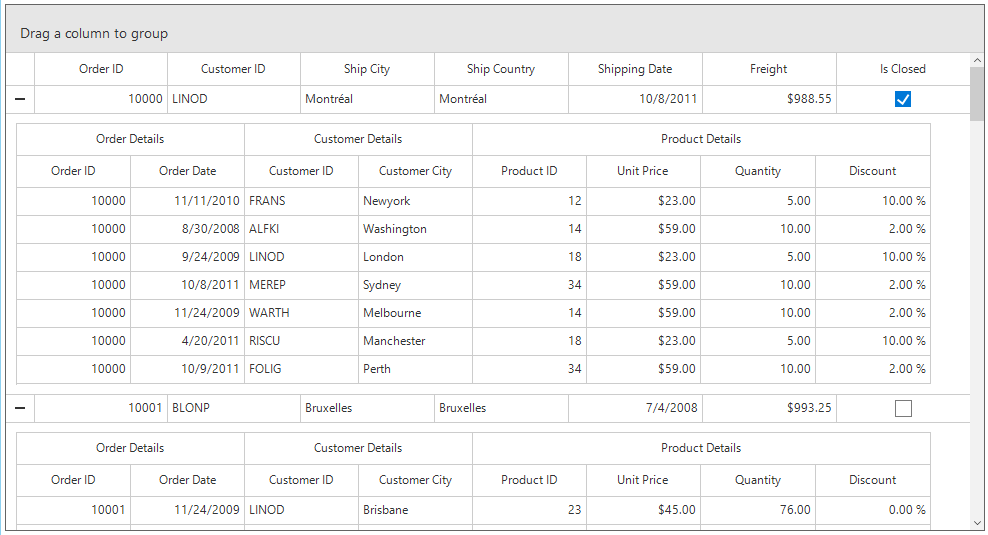 Drag a column to group
Order ID Customer ID Ship City Ship Country Shipping Date Freight Is Closed
10000 LINOD Montréal Montréal 10/8/2011 $988.55
Order Details Customer Details Product Details
Order ID Order Date Customer ID Customer City Product ID Unit Price Quantity Discount
10000 11/11/2010 FRANS Newyork 12 $23.00 5.00 10.00 %
10000 8/30/2008 ALFKI Washington 14 $59.00 10.00 2.00 %
10000 9/24/2009 LINOD London 18 $23.00 5.00 10.00 %
10000 10/8/2011 MEREP Sydney 34 $59.00 10.00 2.00 %
10000 11/24/2009 WARTH Melbourne 14 $59.00 10.00 2.00 %
10000 4/20/2011 RISCU Manchester 18 $23.00 5.00 10.00 %
10000 10/9/2011 FOLIG Perth 34 $59.00 10.00 2.00 %
10001 BLONP Bruxelles Bruxelles 7/4/2008 $993.25
Order Details Customer Details Product Details
Order ID Order Date Customer ID Customer City Product ID Unit Price Quantity Discount
10001 11/24/2009 LINOD Brisbane 23 $45.00 76.00 0.00 %